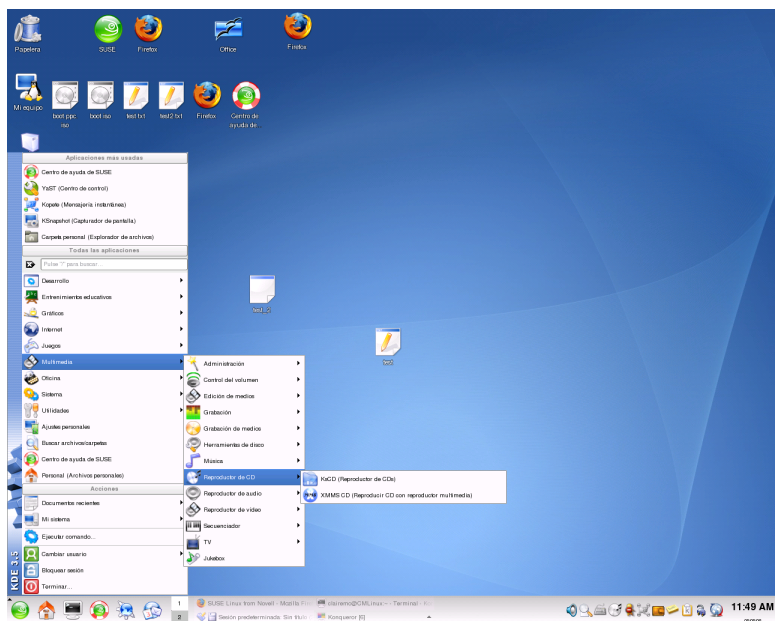 Papelera
SUSE
Firefox
Office
Firefox
Mi equipo
boot ppc
iso
boot iso
test txt
test2 txt
Firefox
Centro de
ayuda de
Aplicaciones más usadas
Centro de ayuda de SUSE
YaST (Centro de control)
Kopete (Mensajería instantánea)
KSnapshot (Capturador de pantalla)
Carpeta personal (Explorador de archivos)
Todas las aplicaciones
Desarrollo
Entrenimientos educativos
Gráficos
Internet
Juegos
Multimedia
Oficina
Sistema
Utilidades
Ajustes personales
Buscar archivos/carpetas
Centro de ayuda de SUSE
Personal (Archivos personales)
Acciones
Documentos recientes
Mi sistema
Ejecutar comando...
Cambiar usuario
Bloquear sesión
Terminar...
KDE 3.5
Administración
Control del volumen
Edición de medios
Grabación
Grabación de medios
Herramientas de disco
Música
Reproductor de CD
Reproductor de audio
Reproductor de vídeo
Secuenciador
TV
Jukebox
KsCD (Reproductor de CDs)
XMMS CD (Reproducir CD con reproductor multimedia)
test
1
2
SUSE Linux from Novell - Mozilla
Terminal
Sesión predeterminada: Sin título
Konqueror [6]
11:49 AM